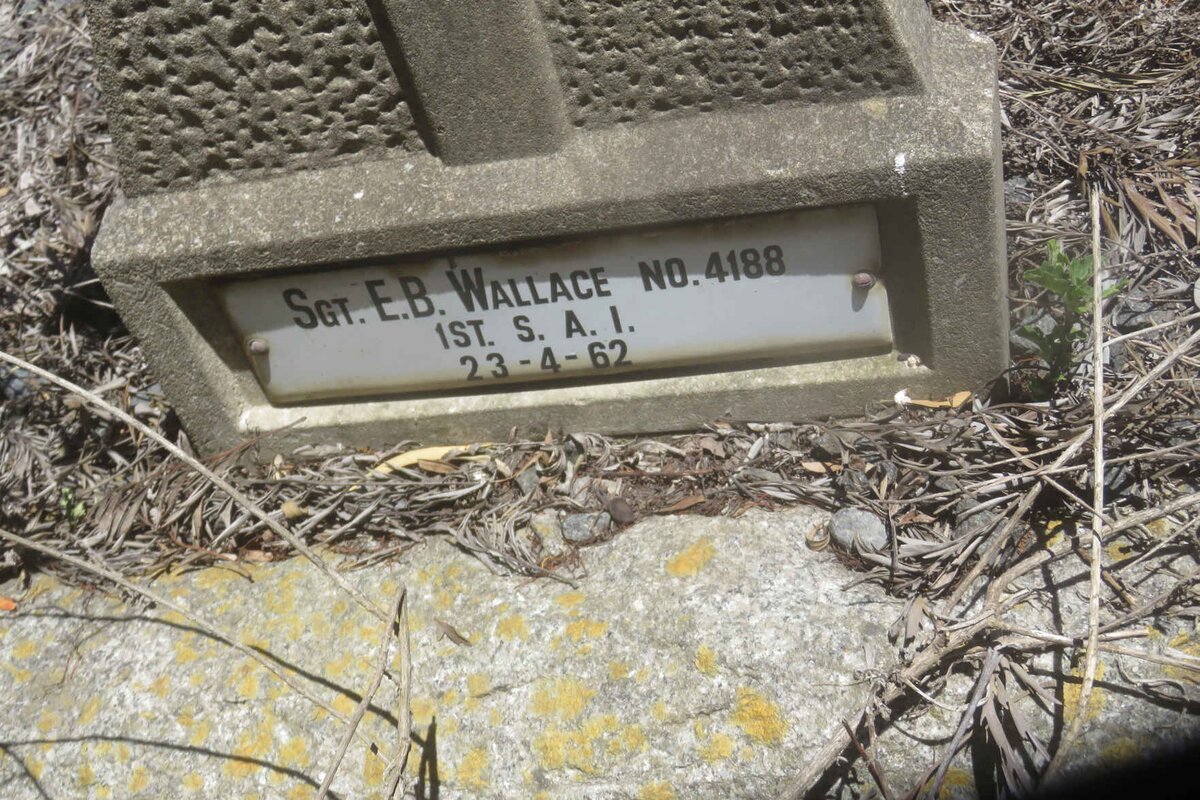 SGT. E.B. WALLACE NO. 4188
1ST. S. A. I.
23-4-62